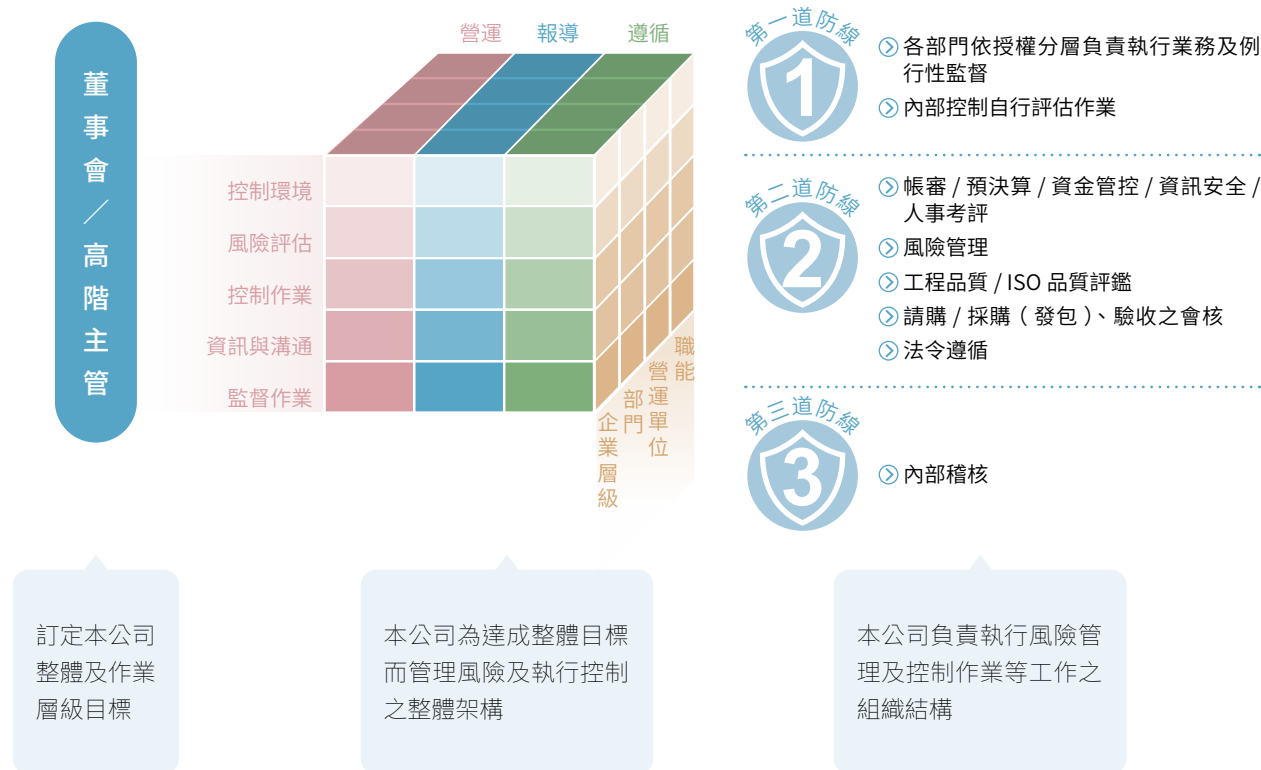 董事會／高階主管
營運
報導
遵循
控制環境
風險評估
控制作業
資訊與溝通
監督作業
企業層級
部門
營運單位
職能
第一道防線
1
各部門依授權分層負責執行業務及例
行性監督
內部控制自行評估作業
第二道防線
2
帳審 / 預決算 / 資金管控 / 資訊安全 /
人事考評
風險管理
工程品質 / ISO 品質評鑑
請購 / 採購（發包）、驗收之會核
法令遵循
第三道防線
3
內部稽核
訂定本公司
整體及作業
層級目標
本公司為達成整體目標
而管理風險及執行控制
之整體架構
本公司負責執行風險管
理及控制作業等工作之
組織結構